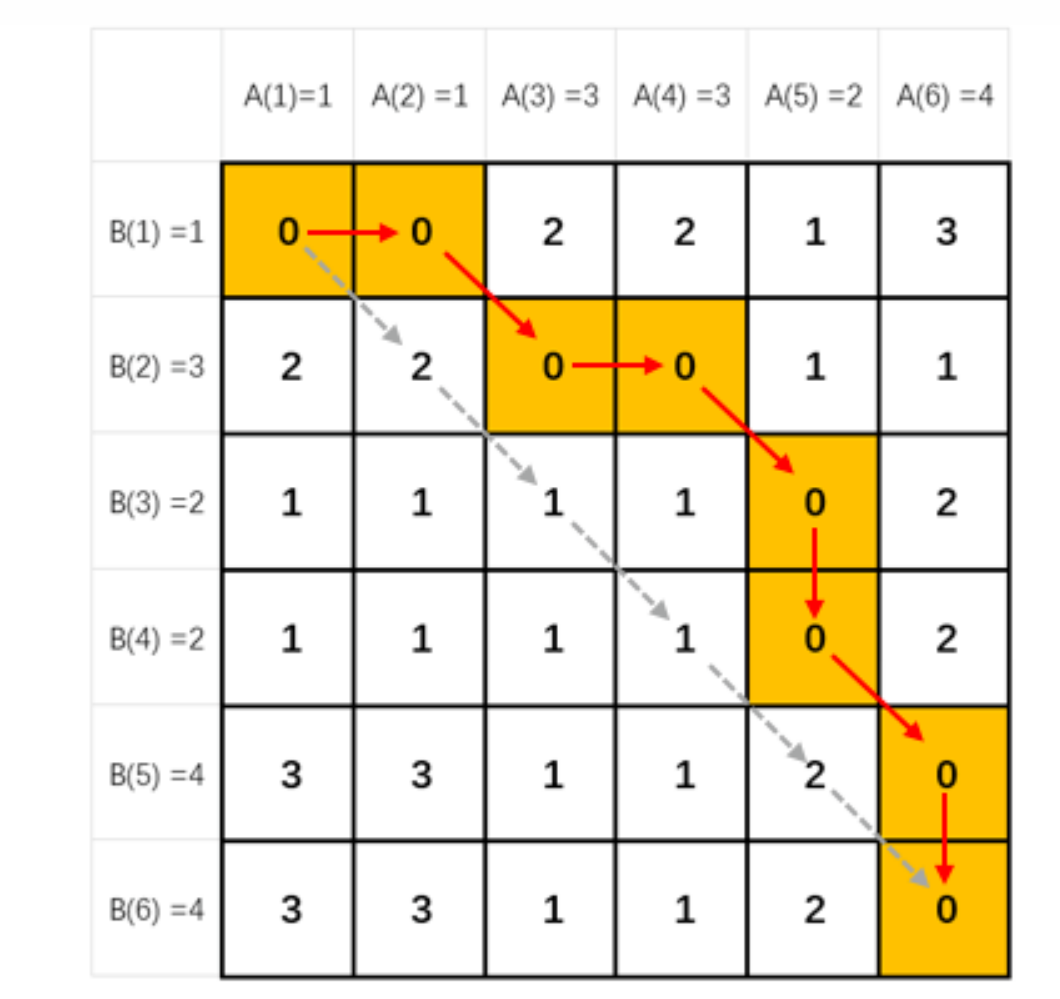 A(1)=1 A(2) =1 A(3) =3 A(4) =3 A(5) =2 A(6) =4
B(1) =1 0 0 2 2 1 3
B(2) =3 2 2 0 0 1 1
B(3) =2 1 1 1 1 0 2
B(4) =2 1 1 1 1 0 2
B(5) =4 3 3 1 1 2 0
B(6) =4 3 3 1 1 2 0